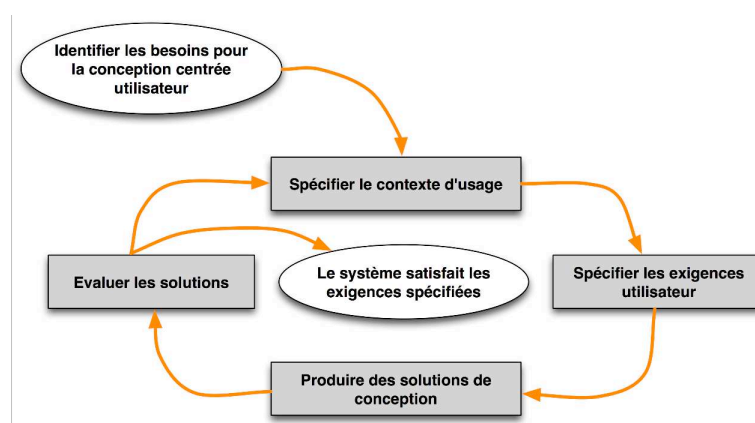 Identifier les besoins pour
la conception centrée
utilisateur
Spécifier le contexte d'usage
Evaluer les solutions
Le système satisfait les
exigences spécifiées
Spécifier les exigences
utilisateur
Produire des solutions de
conception